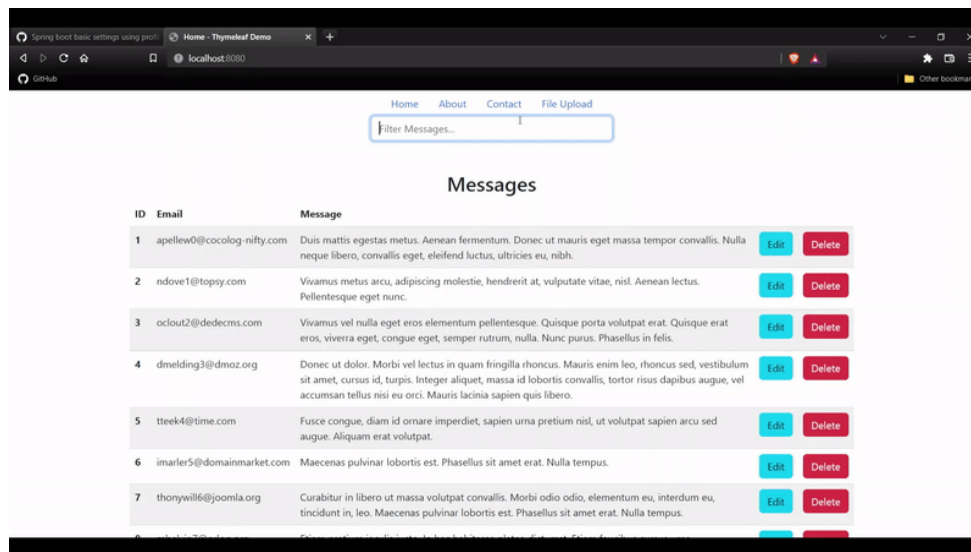 Spring boot basic settings using profi
Home - Thymeleaf Demo
localhost:8080
GitHub
Other bookmar
Home About Contact File Upload
Filter Messages...
Messages
ID Email Message
1 apellew0@cocolog-nifty.com Duis mattis egestas metus. Aenean fermentum. Donec ut mauris eget massa tempor convallis. Nulla
neque libero, convallis eget, eleifend luctus, ultricies eu, nibh.
Edit Delete
2 ndove1@topsy.com Vivamus metus arcu, adipiscing molestie, hendrerit at, vulputate vitae, nisl. Aenean lectus.
Pellentesque eget nunc.
Edit Delete
3 oclout2@dedecms.com Vivamus vel nulla eget eros elementum pellentesque. Quisque porta volutpat erat. Quisque erat
eros, viverra eget, congue eget, semper rutrum, nulla. Nunc purus. Phasellus in felis.
Edit Delete
4 dmelding3@dmoz.org Donec ut dolor. Morbi vel lectus in quam fringilla rhoncus. Mauris enim leo, rhoncus sed, vestibulum
sit amet, cursus id, turpis. Integer aliquet, massa id lobortis convallis, tortor risus dapibus augue, vel
accumsan tellus nisi eu orci. Mauris lacinia sapien quis libero.
Edit Delete
5 tteek4@time.com Fusce congue, diam id ornare imperdiet, sapien urna pretium nisl, ut volutpat sapien arcu sed
augue. Aliquam erat volutpat.
Edit Delete
6 imarler5@domainmarket.com Maecenas pulvinar lobortis est. Phasellus sit amet erat. Nulla tempus.
Edit Delete
7 thonywill6@joomla.org Curabitur in libero ut massa volutpat convallis. Morbi odio odio, elementum eu, interdum eu,
tincidunt in, leo. Maecenas pulvinar lobortis est. Phasellus sit amet erat. Nulla tempus.
Edit Delete